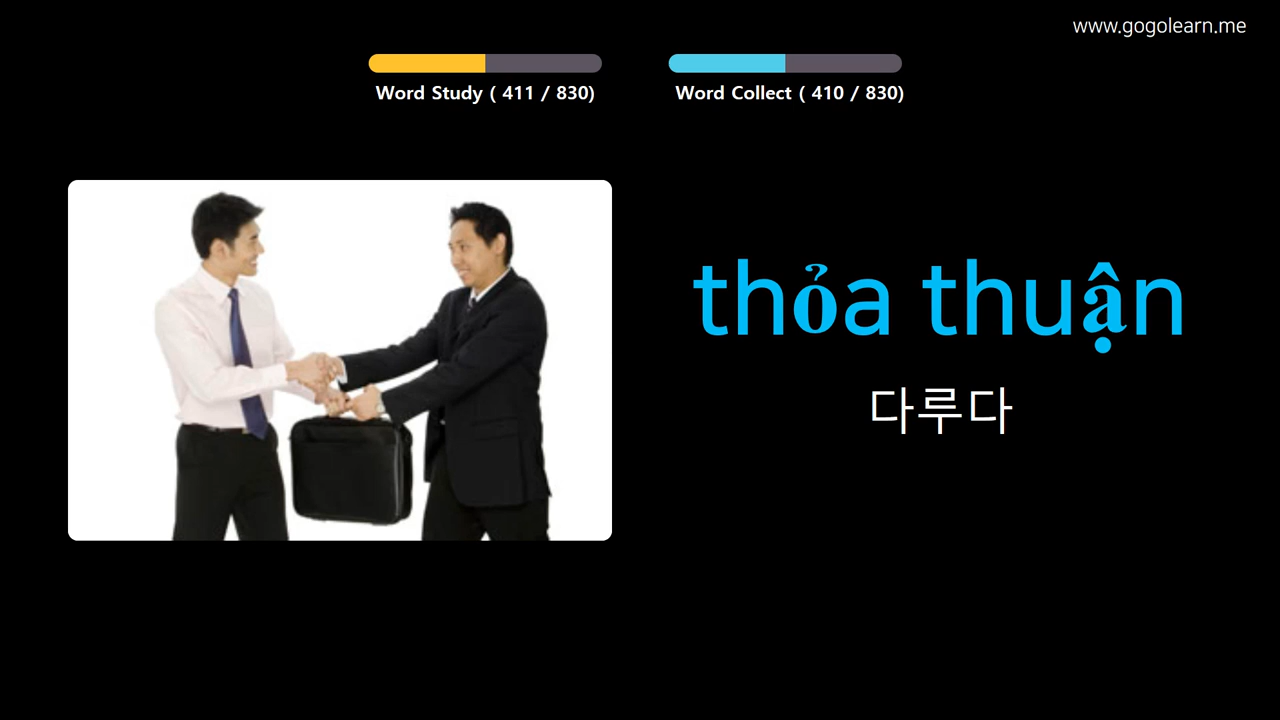 www.gogolearn.me
Word Study ( 411 / 830)
Word Collect ( 410 / 830)
thỏa thuận
다루다